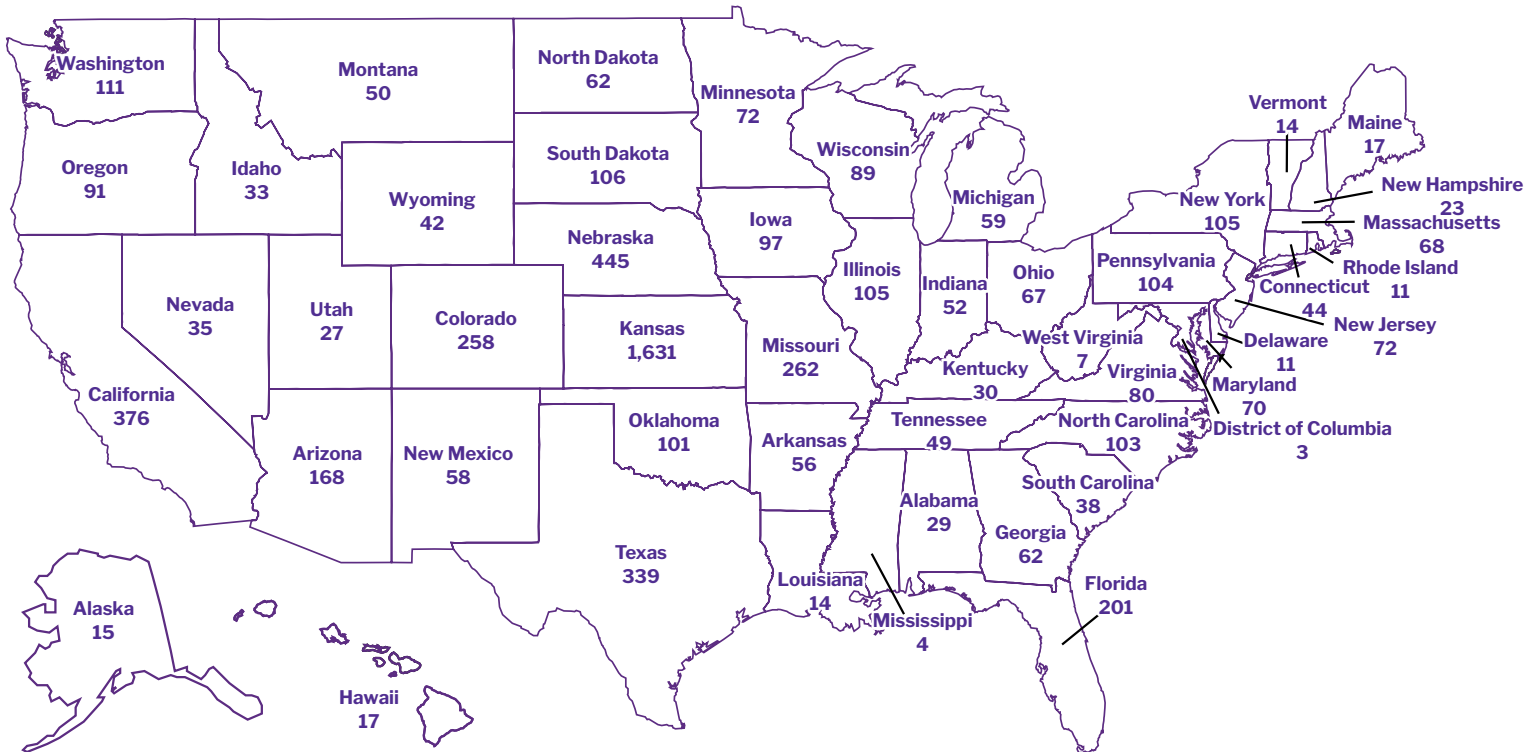 Washington
111
Montana
50
North Dakota
62
Minnesota
72
Vermont
14
Maine
17
Oregon
91
Idaho
33
Wyoming
42
South Dakota
106
Wisconsin
89
Michigan
59
New York
105
New Hampshire
23
Massachusetts
68
Rhode Island
11
Connecticut
44
New Jersey
72
Nevada
35
Utah
27
Colorado
258
Nebraska
445
Iowa
97
Illinois
105
Indiana
52
Ohio
67
Pennsylvania
104
Delaware
11
Maryland
70
District of Columbia
3
California
376
Kansas
1,631
Missouri
262
Kentucky
30
West Virginia
7
Virginia
80
Arizona
168
New Mexico
58
Oklahoma
101
Arkansas
56
Tennessee
49
North Carolina
103
South Carolina
38
Texas
339
Louisiana
14
Mississippi
4
Alabama
29
Georgia
62
Florida
201
Alaska
15
Hawaii
17